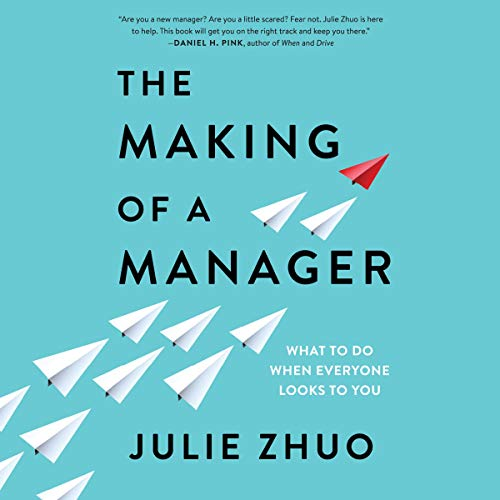 "Are you a new manager? Are you a little scared? Fear not. Julie Zhuo is here
to help. This book will get you on the right track and keep you there."
—DANIEL H. PINK, author of When and Drive
THE
MAKING
OF A
MANAGER
WHAT TO DO
WHEN EVERYONE
LOOKS TO YOU
JULIE ZHUO